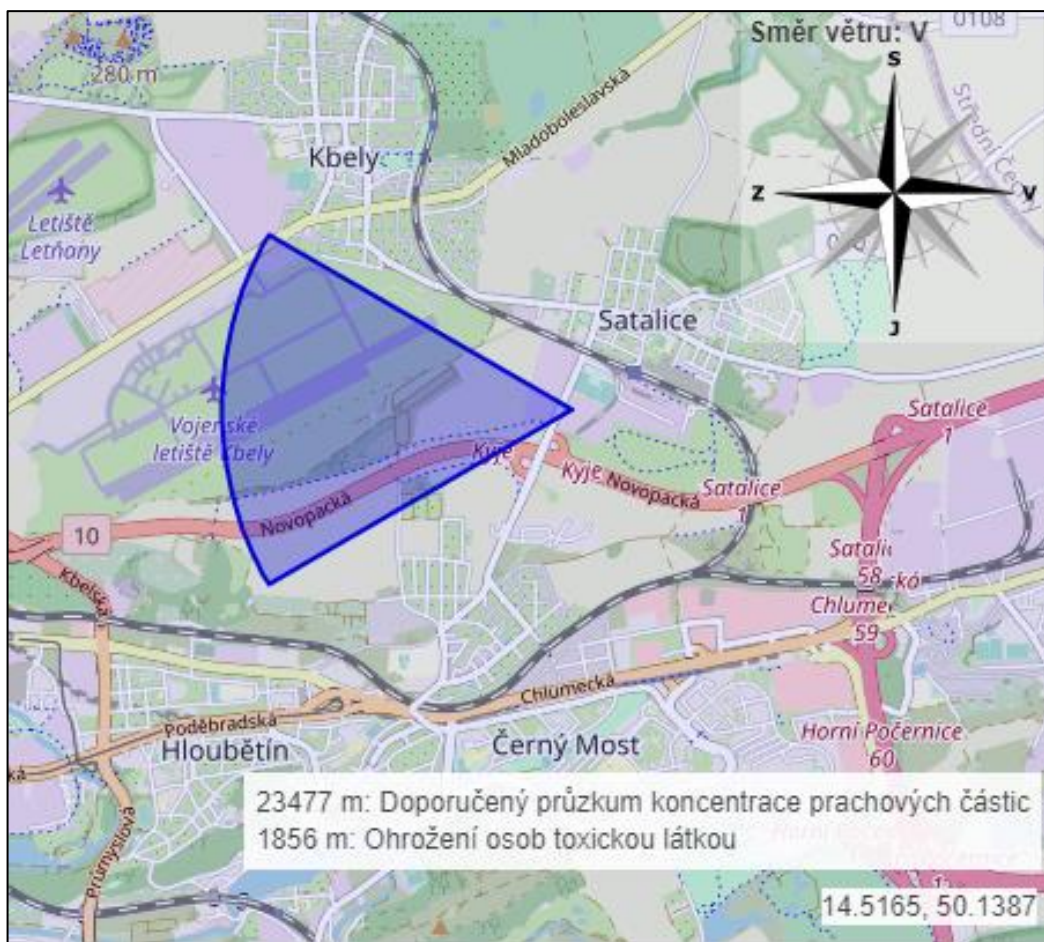 0108
Směr větru: V
S
280 m
Mladoboleslavská
Kbely
Z
V
Letiště
Letňany
J
Satalice
Vojenské
letiště Kbely
Satalice
1
Kyje
Kyje
Novopacká
Satalice
1
Novopacká
10
Kbelská
58
Chlumecká
59
Chlumecká
Poděbradská
Hloubětín
Černý Most
Horní Počernice
60
Průmyslová
23477 m: Doporučený průzkum koncentrace prachových částic
1856 m: Ohrožení osob toxickou látkou
14.5165, 50.1387